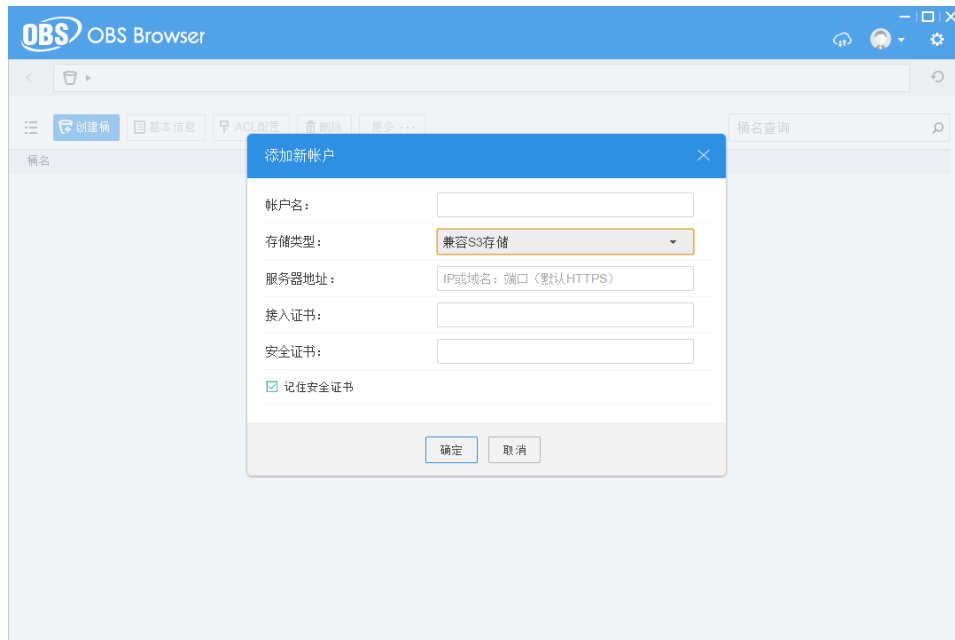 OBS OBS Browser
创建桶 基本信息 ACL配置 删除 更多 ··· 桶名查询
桶名
添加新帐户
帐户名：
存储类型： 兼容S3存储
服务器地址： IP或域名：端口（默认HTTPS）
接入证书：
安全证书：
记住安全证书
确定 取消